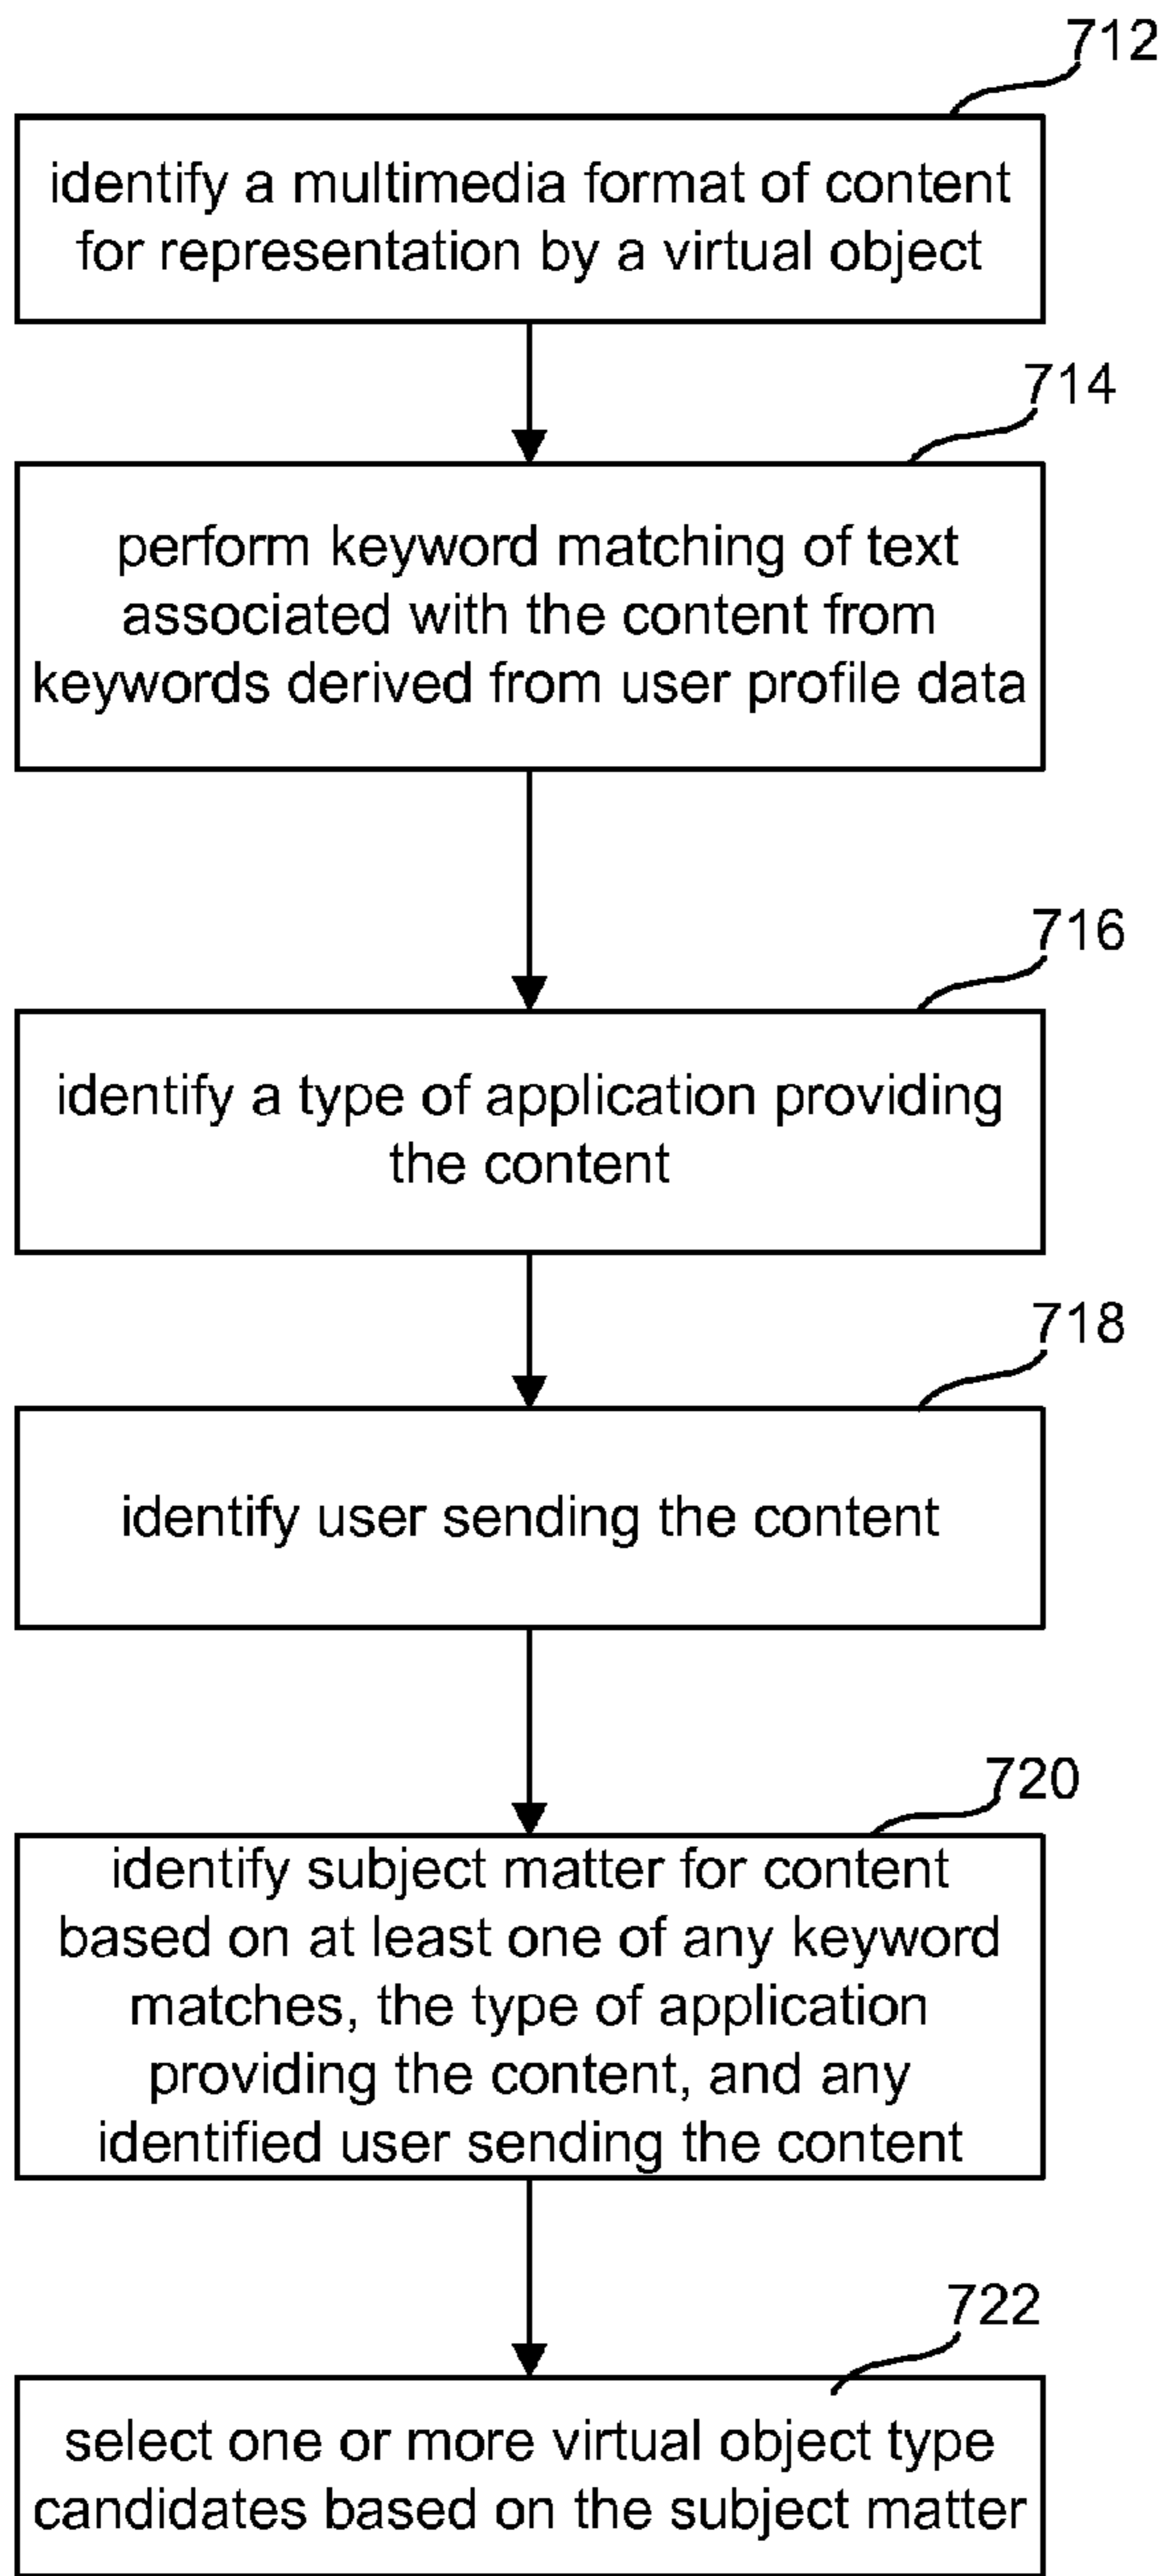 712
identify a multimedia format of content
for representation by a virtual object
714
perform keyword matching of text
associated with the content from
keywords derived from user profile data
716
identify a type of application providing
the content
718
identify user sending the content
720
identify subject matter for content
based on at least one of any keyword
matches, the type of application
providing the content, and any
identified user sending the content
722
select one or more virtual object type
candidates based on the subject matter